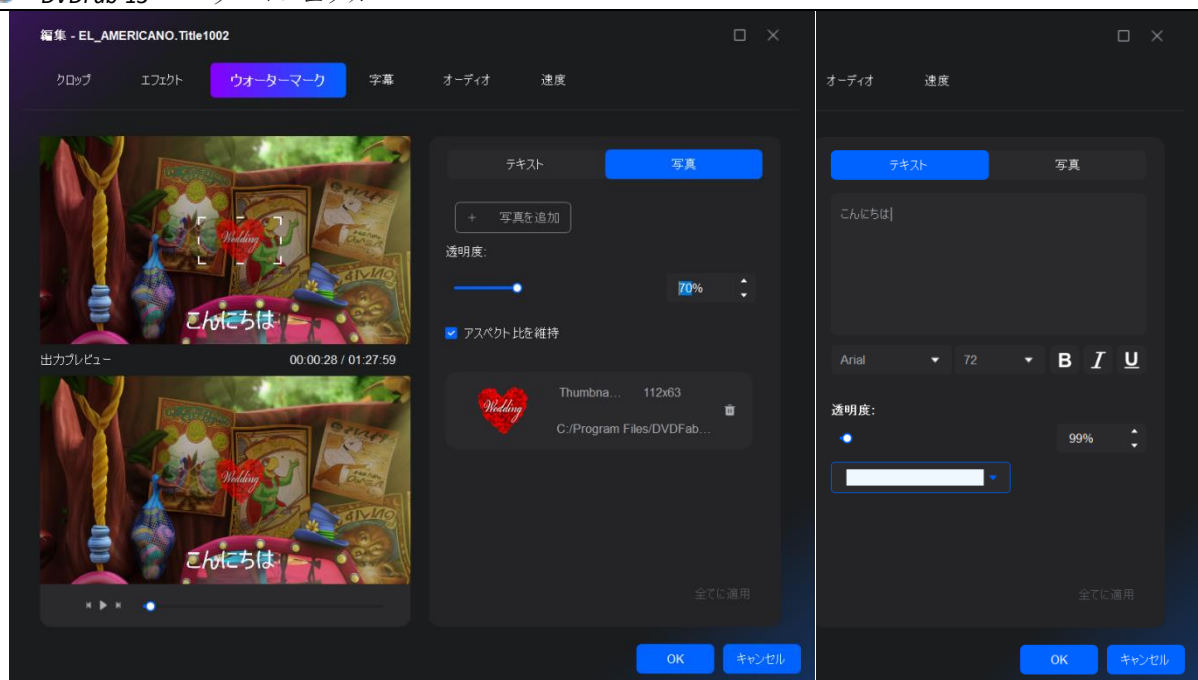 DVDFab 13
編集 - EL_AMERICANO.Title1002
クロップ エフェクト ウォーターマーク 字幕 オーディオ 速度
テキスト 写真
+ 写真を追加
透明度:
70%
アスペクト比を維持
Thumbna... 112x63
C:/Program Files/DVDFab...
Wedding
こんにちは
出力プレビュー 00:00:28 / 01:27:59
Wedding
こんにちは
全てに適用
OK キャンセル
オーディオ 速度
テキスト 写真
こんにちは
Arial 72 B I U
透明度:
99%
全てに適用
OK キャンセル